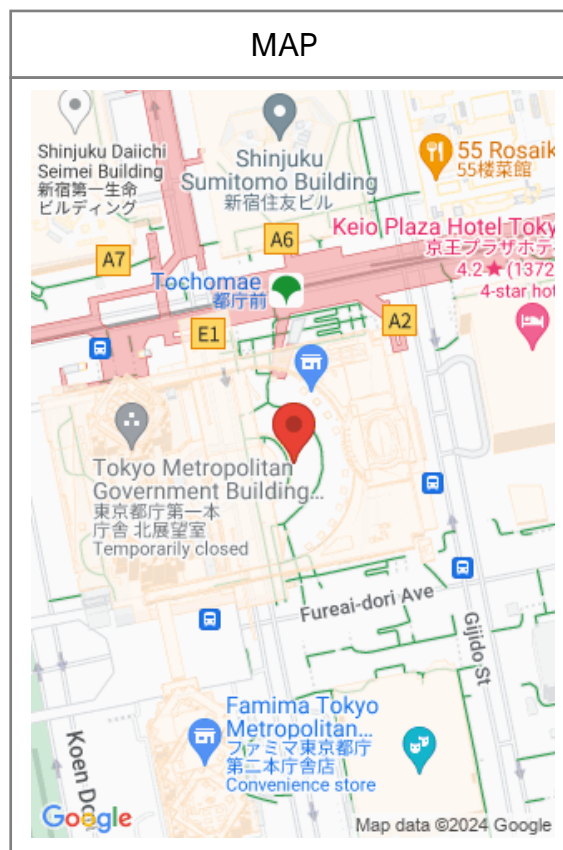 MAP
Shinjuku Daiichi
Seimei Building
新宿第一生命
ビルディング
Shinjuku
Sumitomo Building
新宿住友ビル
55 Rosaik
55楼菜館
Keio Plaza Hotel Toky
京王プラザホテ
4.2★(1372
4-star hot
A6
A7
Tochomae
都庁前
E1
A2
Tokyo Metropolitan
Government Building...
東京都庁第一本
庁舎 北展望室
Temporarily closed
Fureai-dori Ave
Gijido St
Famima Tokyo
Metropolitan...
ファミマ東京都庁
第二本庁舎店
Convenience store
Koen Dori
Google
Map data ©2024 Google